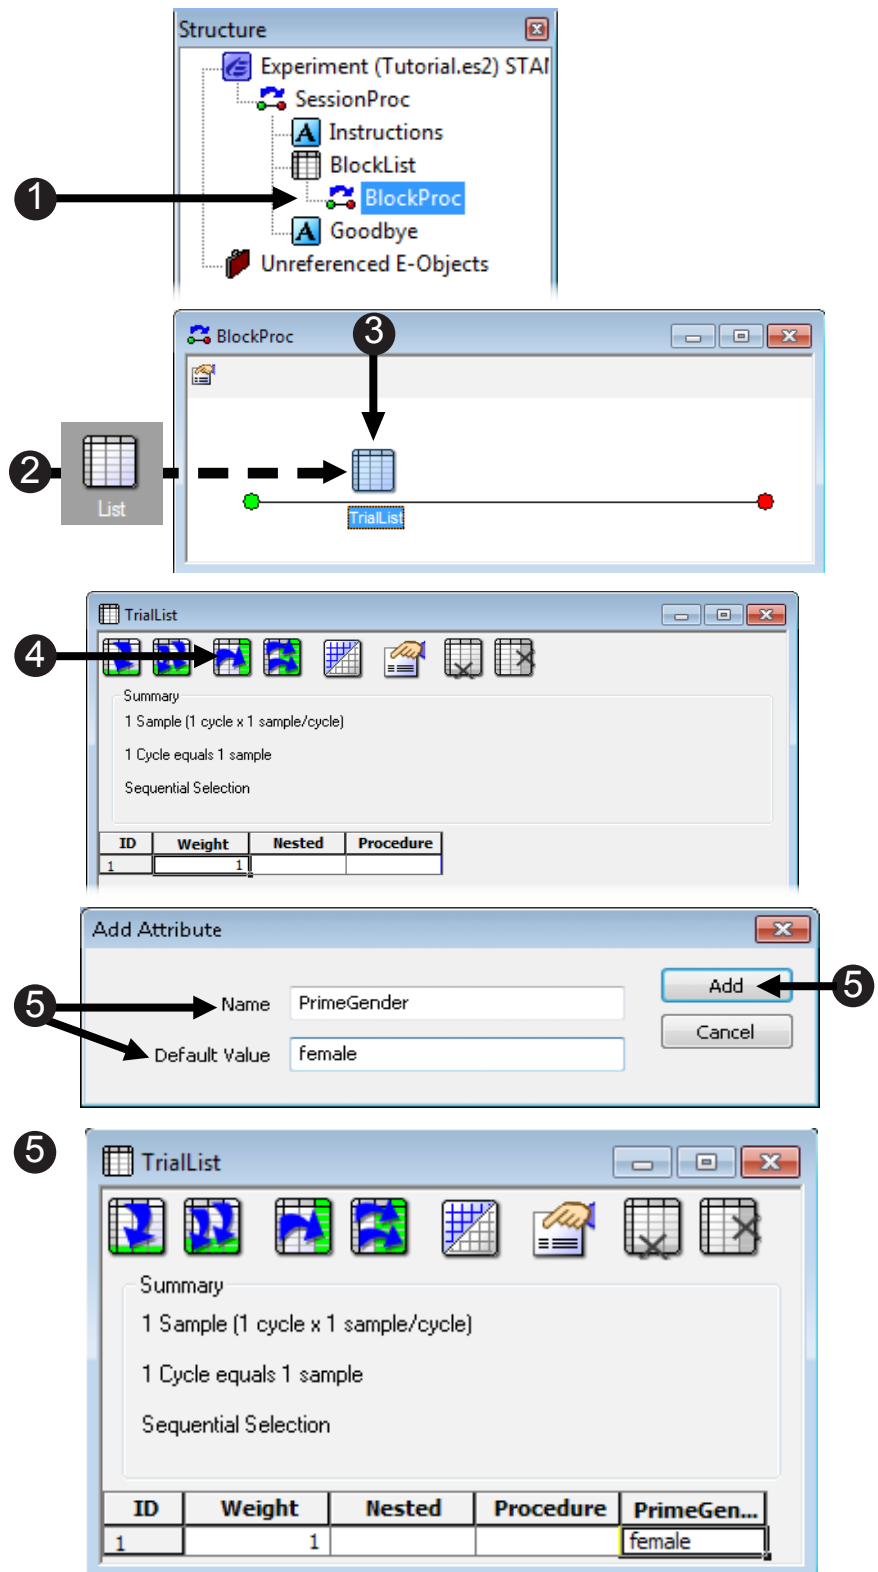 Structure
Experiment (Tutorial.es2) STA
SessionProc
Instructions
BlockList
1
BlockProc
Goodbye
Unreferenced E-Objects
BlockProc
3
2
List
TrialList
TrialList
4
Summary
1 Sample (1 cycle x 1 sample/cycle)
1 Cycle equals 1 sample
Sequential Selection
ID Weight Nested Procedure
1 1
Add Attribute
5 Name PrimeGender Add 5
Default Value female Cancel
5
TrialList
Summary
1 Sample (1 cycle x 1 sample/cycle)
1 Cycle equals 1 sample
Sequential Selection
ID Weight Nested Procedure PrimeGen...
1 1 female